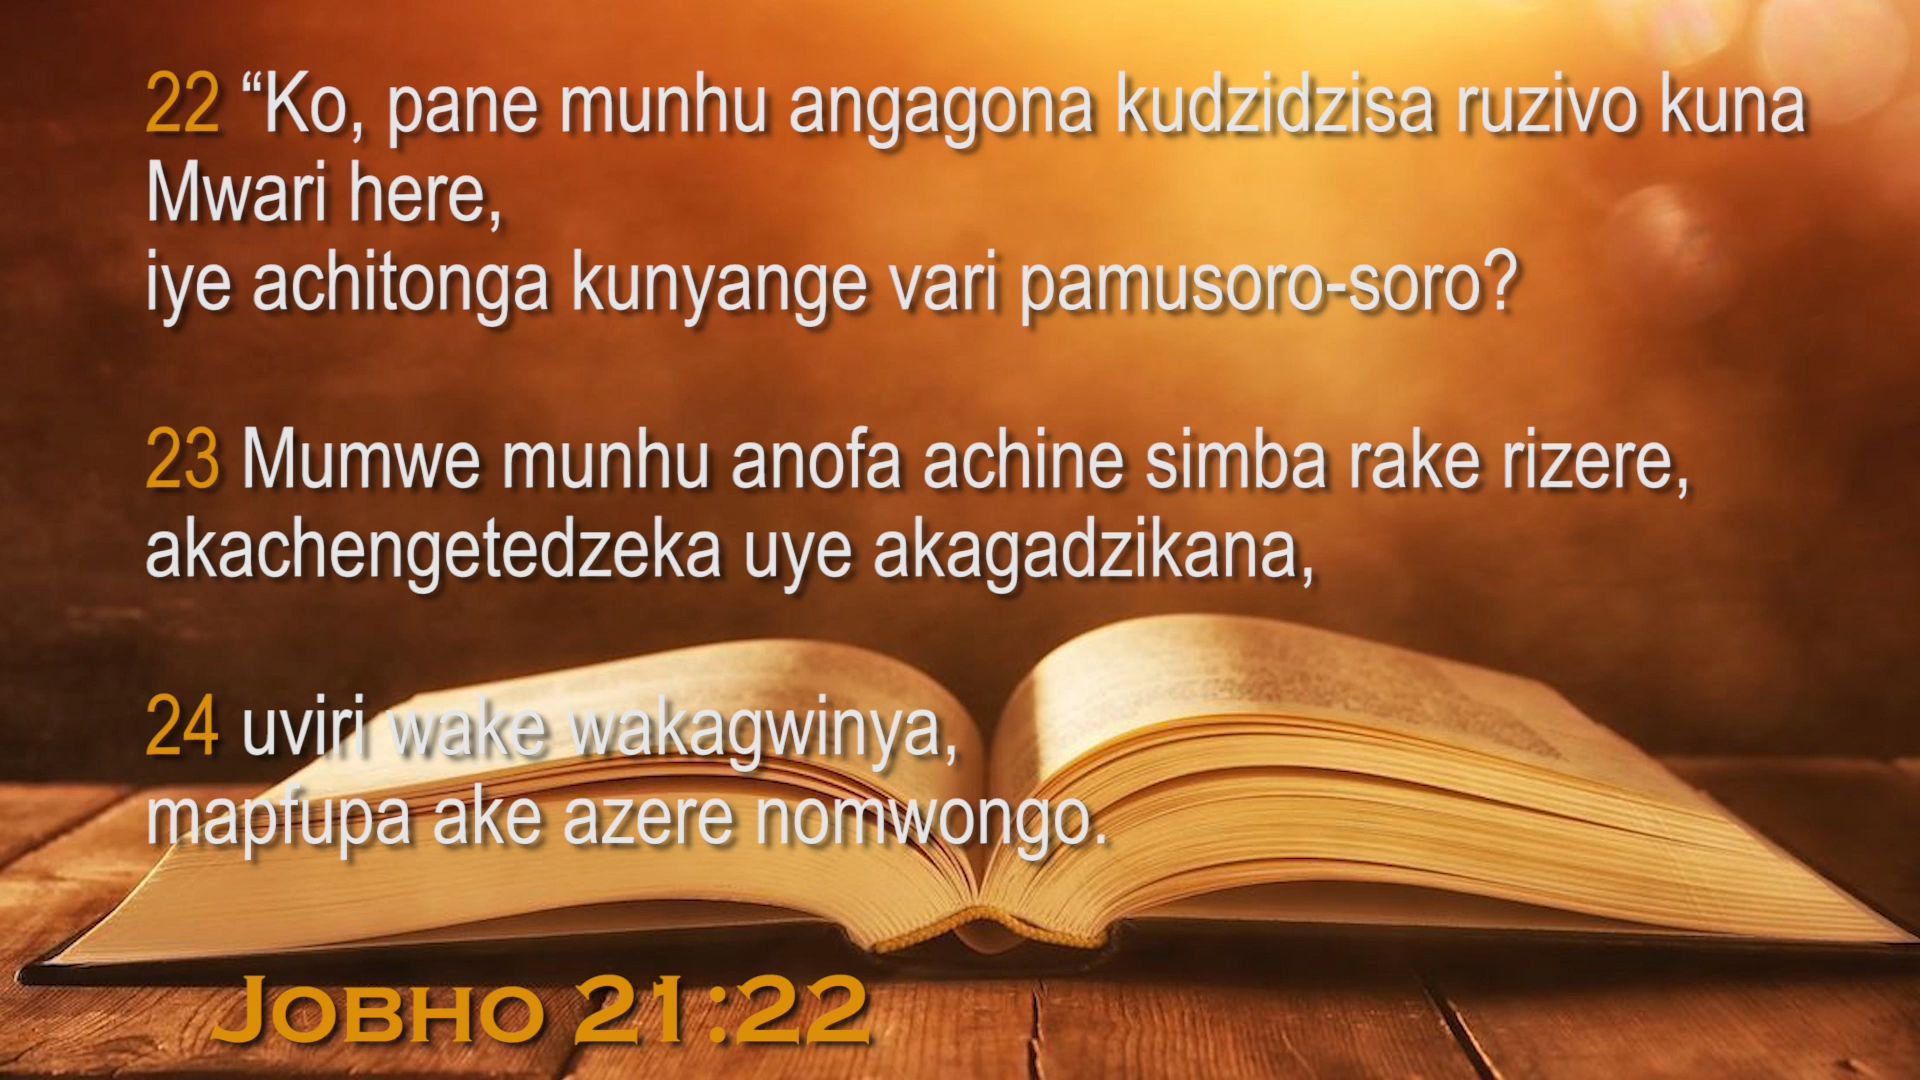 22 “Ko, pane munhu angagona kudzidzisa ruzivo kuna
Mwari here,
iye achitonga kunyange vari pamusoro-soro?
23 Mumwe munhu anofa achine simba rake rizere,
akachengetedzeka uye akagadzikana,
24 uviri wake wakagwinya,
mapfupa ake azere nomwongo.
Jobho 21:22